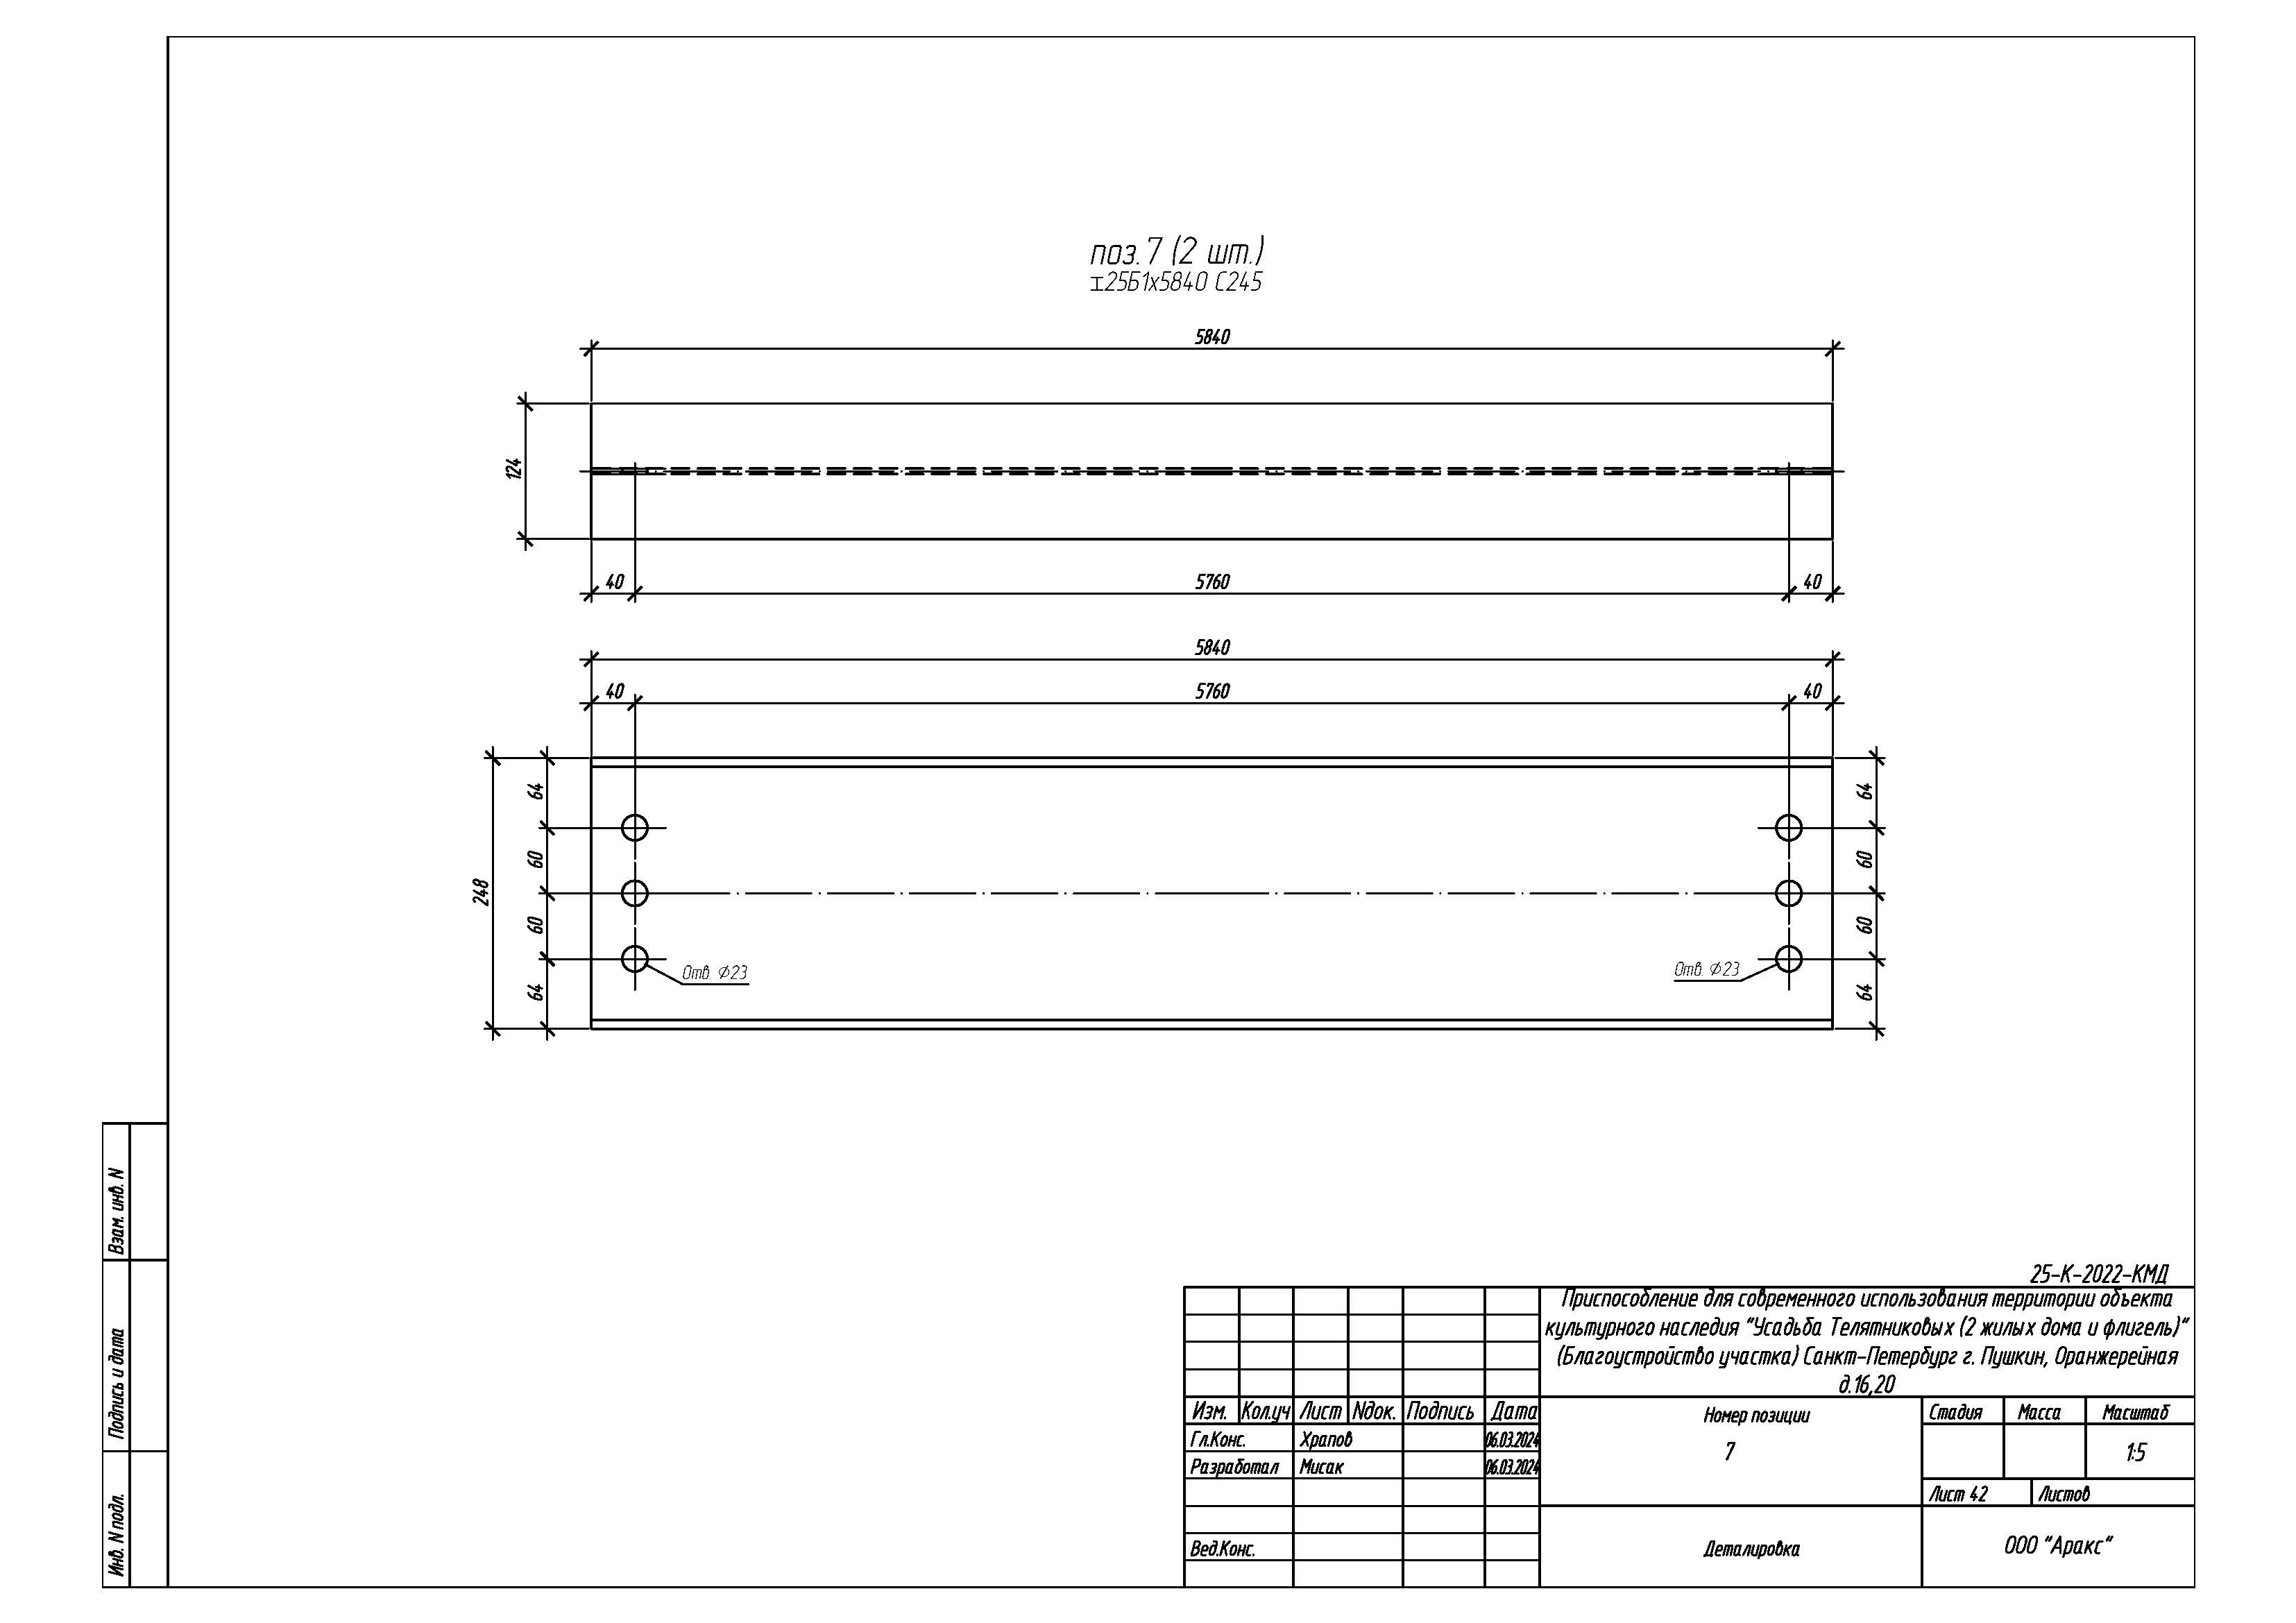 поз.7 (2 шт.)
⌶25Б1х5840 С245
5840
124
40 5760 40
5840
40 5760 40
248
64
60
60
64
64
60
60
64
Отв. ⌀23
Отв. ⌀23
Взам. инв. N
Подпись и дата
Инв. N подл.
25-К-2022-КМД
Приспособление для современного использования территории объекта
культурного наследия "Усадьба Телятниковых (2 жилых дома и флигель)"
(Благоустройство участка) Санкт-Петербург г. Пушкин, Оранжерейная
д.16,20
Изм. Кол.уч Лист Nдок. Подпись Дата
Гл.Конс. Храпов 06.03.2024
Разработал Мисак 06.03.2024
Вед.Конс.
Номер позиции
7
Стадия Масса Масштаб
1:5
Лист 42 Листов
Деталировка
ООО "Аракс"